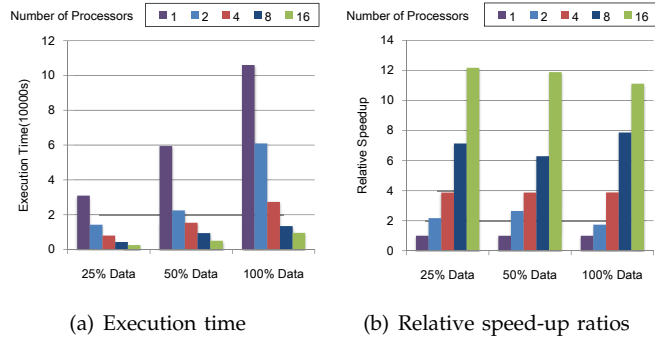 Number of Processors 1 2 4 8 16
Execution Time(10000s)
12
10
8
6
4
2
0
25% Data 50% Data 100% Data
(a) Execution time
Number of Processors 1 2 4 8 16
Relative Speedup
14
12
10
8
6
4
2
0
25% Data 50% Data 100% Data
(b) Relative speed-up ratios